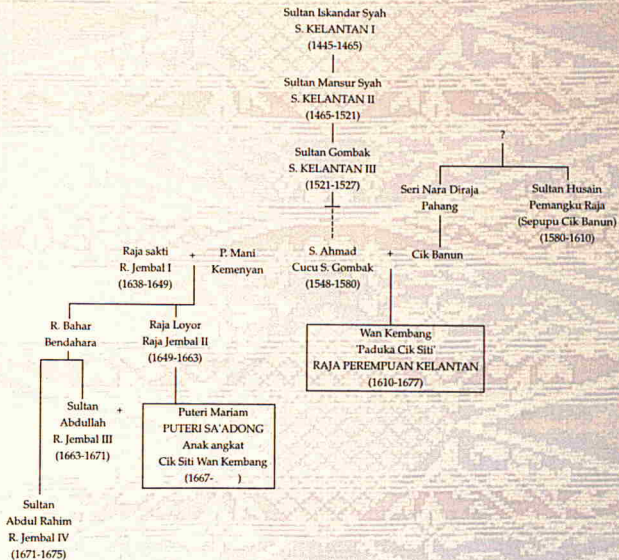 Sultan Iskandar Syah
S. KELANTAN I
(1445-1465)
Sultan Mansur Syah
S. KELANTAN II
(1465-1521)
Sultan Gombak
S. KELANTAN III
(1521-1527)
?
Seri Nara Diraja
Pahang
Sultan Husain
Pemangku Raja
(Sepupu Cik Banun)
(1580-1610)
Raja sakti
R. Jembal I
(1638-1649)
+
P. Mani
Kemenyan
S. Ahmad
Cucu S. Gombak
(1548-1580)
+
Cik Banun
R. Bahar
Bendahara
Raja Loyor
Raja Jembal II
(1649-1663)
Wan Kembang
'Paduka Cik Siti'
RAJA PEREMPUAN KELANTAN
(1610-1677)
Sultan
Abdullah
R. Jembal III
(1663-1671)
+
Puteri Mariam
PUTERI SA'ADONG
Anak angkat
Cik Siti Wan Kembang
(1667- )
Sultan
Abdul Rahim
R. Jembal IV
(1671-1675)